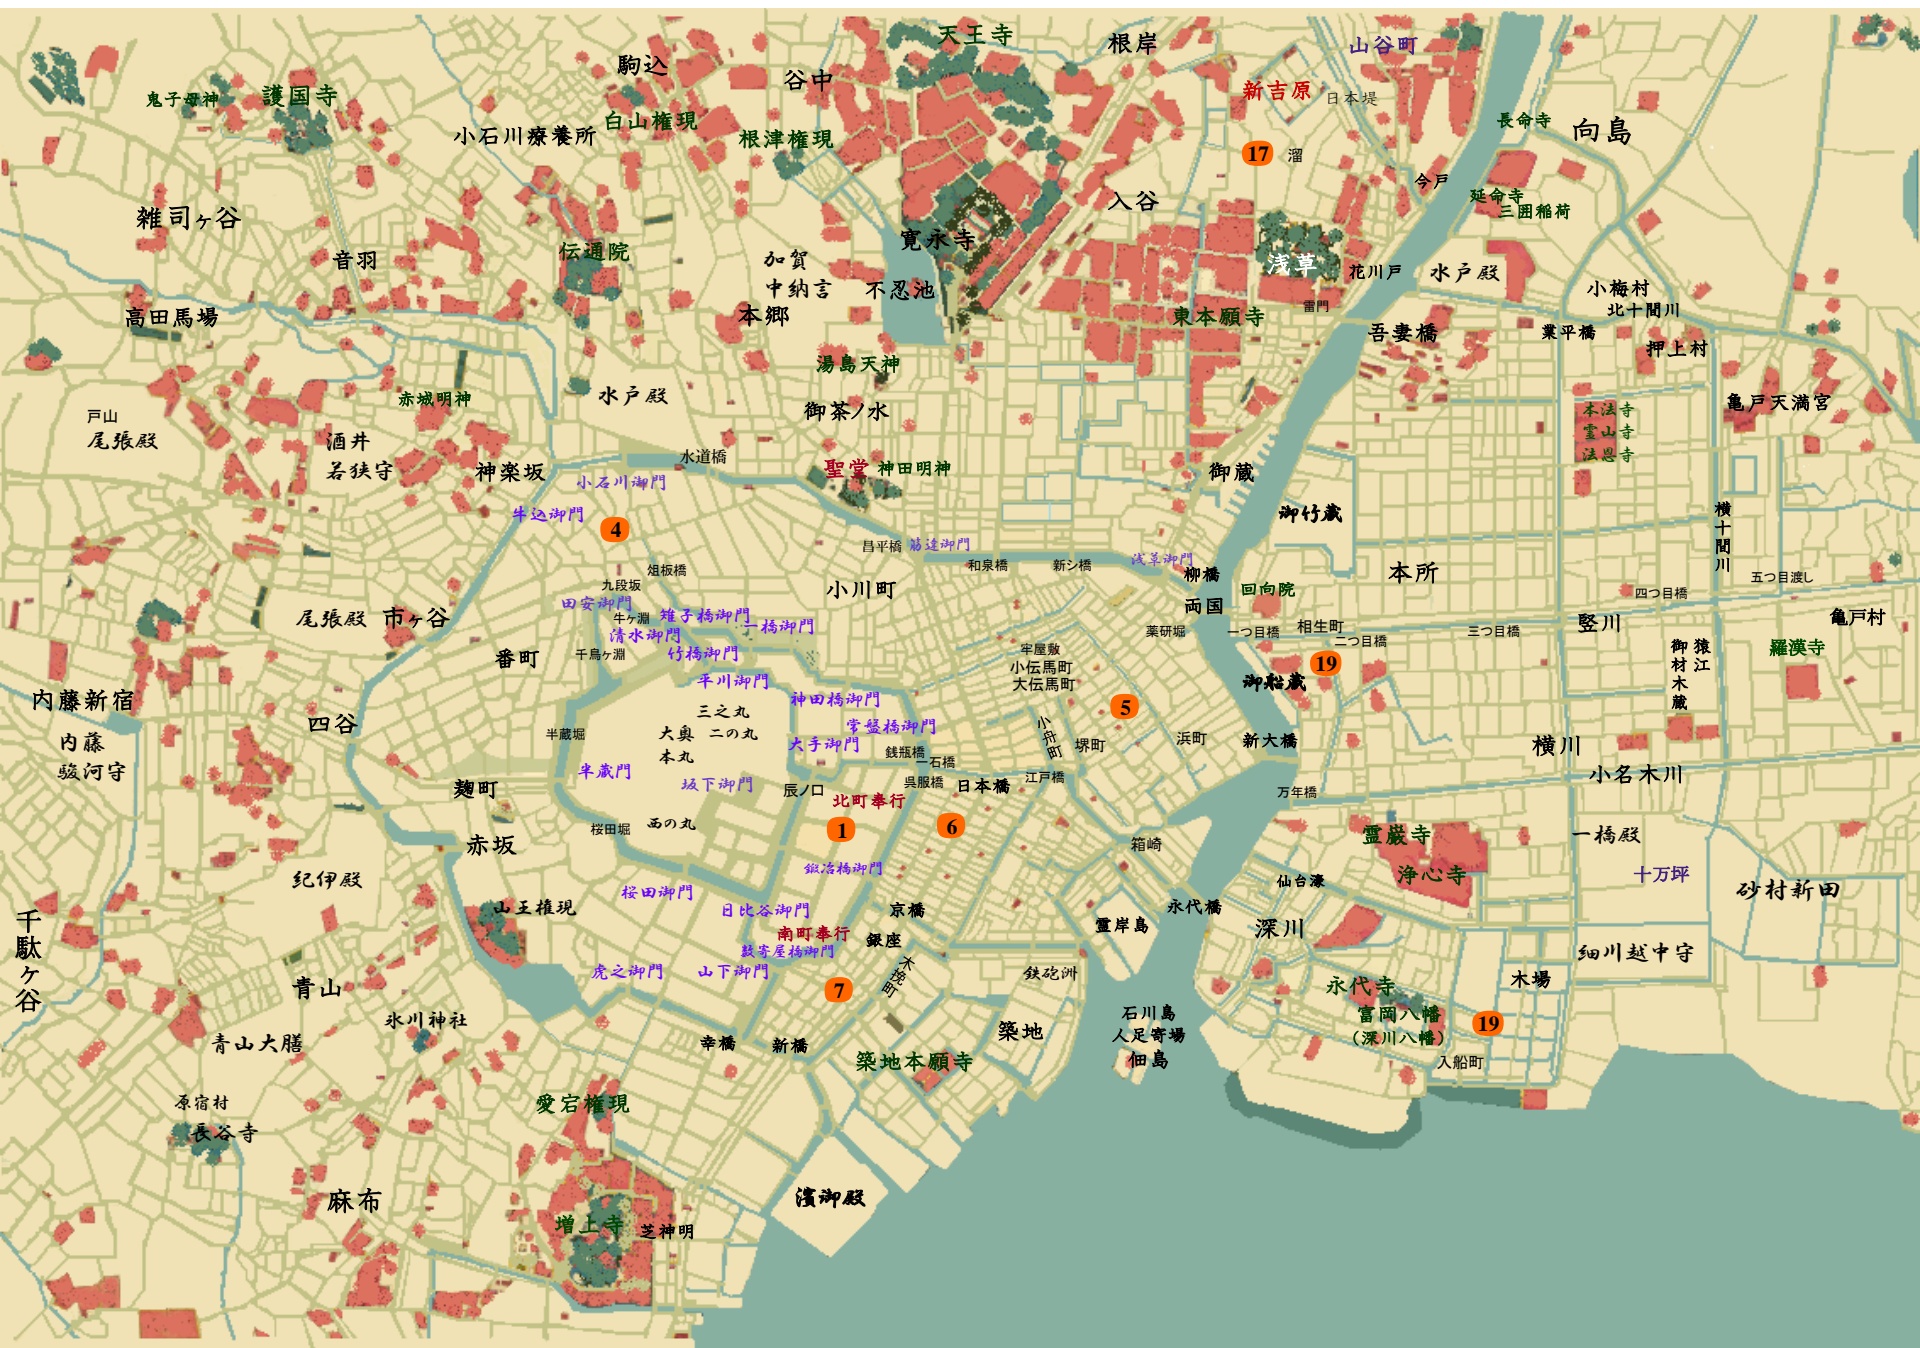 天王寺
根岸
山谷町
駒込
谷中
鬼子母神
護国寺
新吉原
日本堤
長命寺
向島
小石川療養所
白山権現
根津権現
17
溜
今戸
延命寺
三囲稲荷
雑司ヶ谷
入谷
音羽
伝通院
寛永寺
加賀
中納言
不忍池
浅草
花川戸
水戸殿
小梅村
北十間川
高田馬場
本郷
東本願寺
雷門
吾妻橋
業平橋
押上村
湯島天神
赤城明神
水戸殿
御茶ノ水
戸山
尾張殿
酒井
若狭守
本法寺
霊山寺
法恩寺
亀戸天満宮
神楽坂
水道橋
聖堂
神田明神
御蔵
小石川御門
牛込御門
4
御竹蔵
横十間川
昌平橋
筋違御門
和泉橋
新シ橋
浅草御門
柳橋
本所
俎板橋
九段坂
小川町
田安御門
牛ヶ淵
雉子橋御門
一橋御門
清水御門
竹橋御門
千鳥ヶ淵
両国
回向院
五つ目渡し
四つ目橋
尾張殿
市ヶ谷
薬研堀
一つ目橋
相生町
二つ目橋
三つ目橋
竪川
亀戸村
番町
牢屋敷
小伝馬町
大伝馬町
19
御船蔵
猿江
御材木蔵
羅漢寺
平川御門
神田橋御門
内藤新宿
四谷
三之丸
大奥
二の丸
本丸
常盤橋御門
大手御門
5
小舟町
堺町
浜町
新大橋
内藤
駿河守
半蔵堀
銭瓶橋
一石橋
横川
半蔵門
坂下御門
辰ノ口
呉服橋
日本橋
江戸橋
小名木川
麹町
北町奉行
万年橋
桜田堀
西の丸
1
6
赤坂
箱崎
霊巌寺
一橋殿
鍛冶橋御門
紀伊殿
浄心寺
十万坪
砂村新田
桜田御門
日比谷御門
仙台濠
山王権現
京橋
永代橋
千駄ヶ谷
南町奉行
銀座
霊岸島
深川
数寄屋橋御門
細川越中守
虎之御門
山下御門
木挽町
鉄砲洲
青山
7
永代寺
木場
氷川神社
石川島
人足寄場
佃島
富岡八幡
(深川八幡)
19
青山大膳
幸橋
新橋
築地
築地本願寺
入船町
原宿村
愛宕権現
長谷寺
麻布
濱御殿
増上寺
芝神明